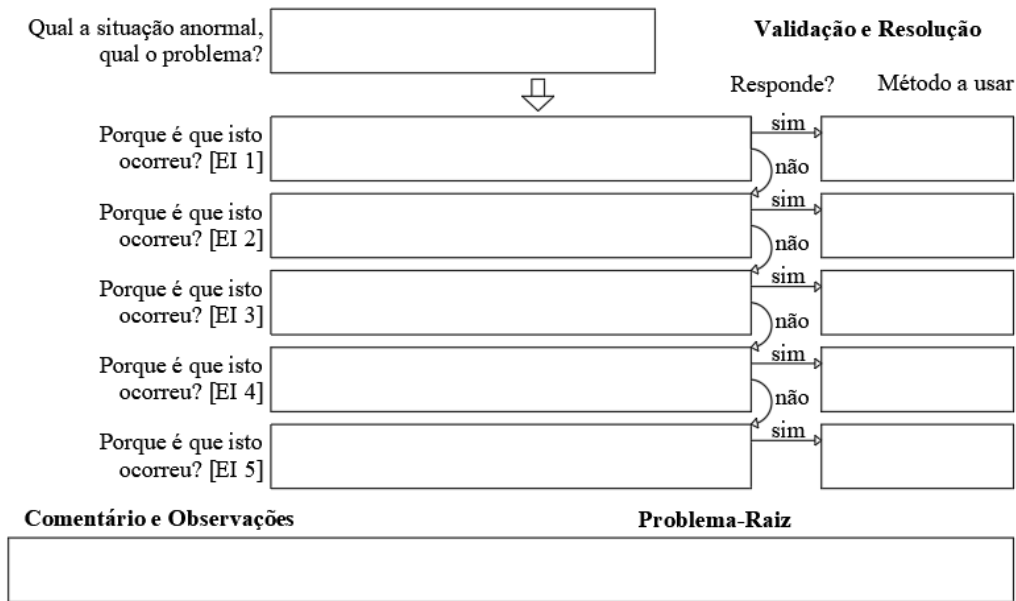 Qual a situação anormal,
qual o problema?
Validação e Resolução
Responde?
Método a usar
Porque é que isto
ocorreu? [EI 1]
sim
não
Porque é que isto
ocorreu? [EI 2]
sim
não
Porque é que isto
ocorreu? [EI 3]
sim
não
Porque é que isto
ocorreu? [EI 4]
sim
não
Porque é que isto
ocorreu? [EI 5]
sim
Comentário e Observações
Problema-Raiz